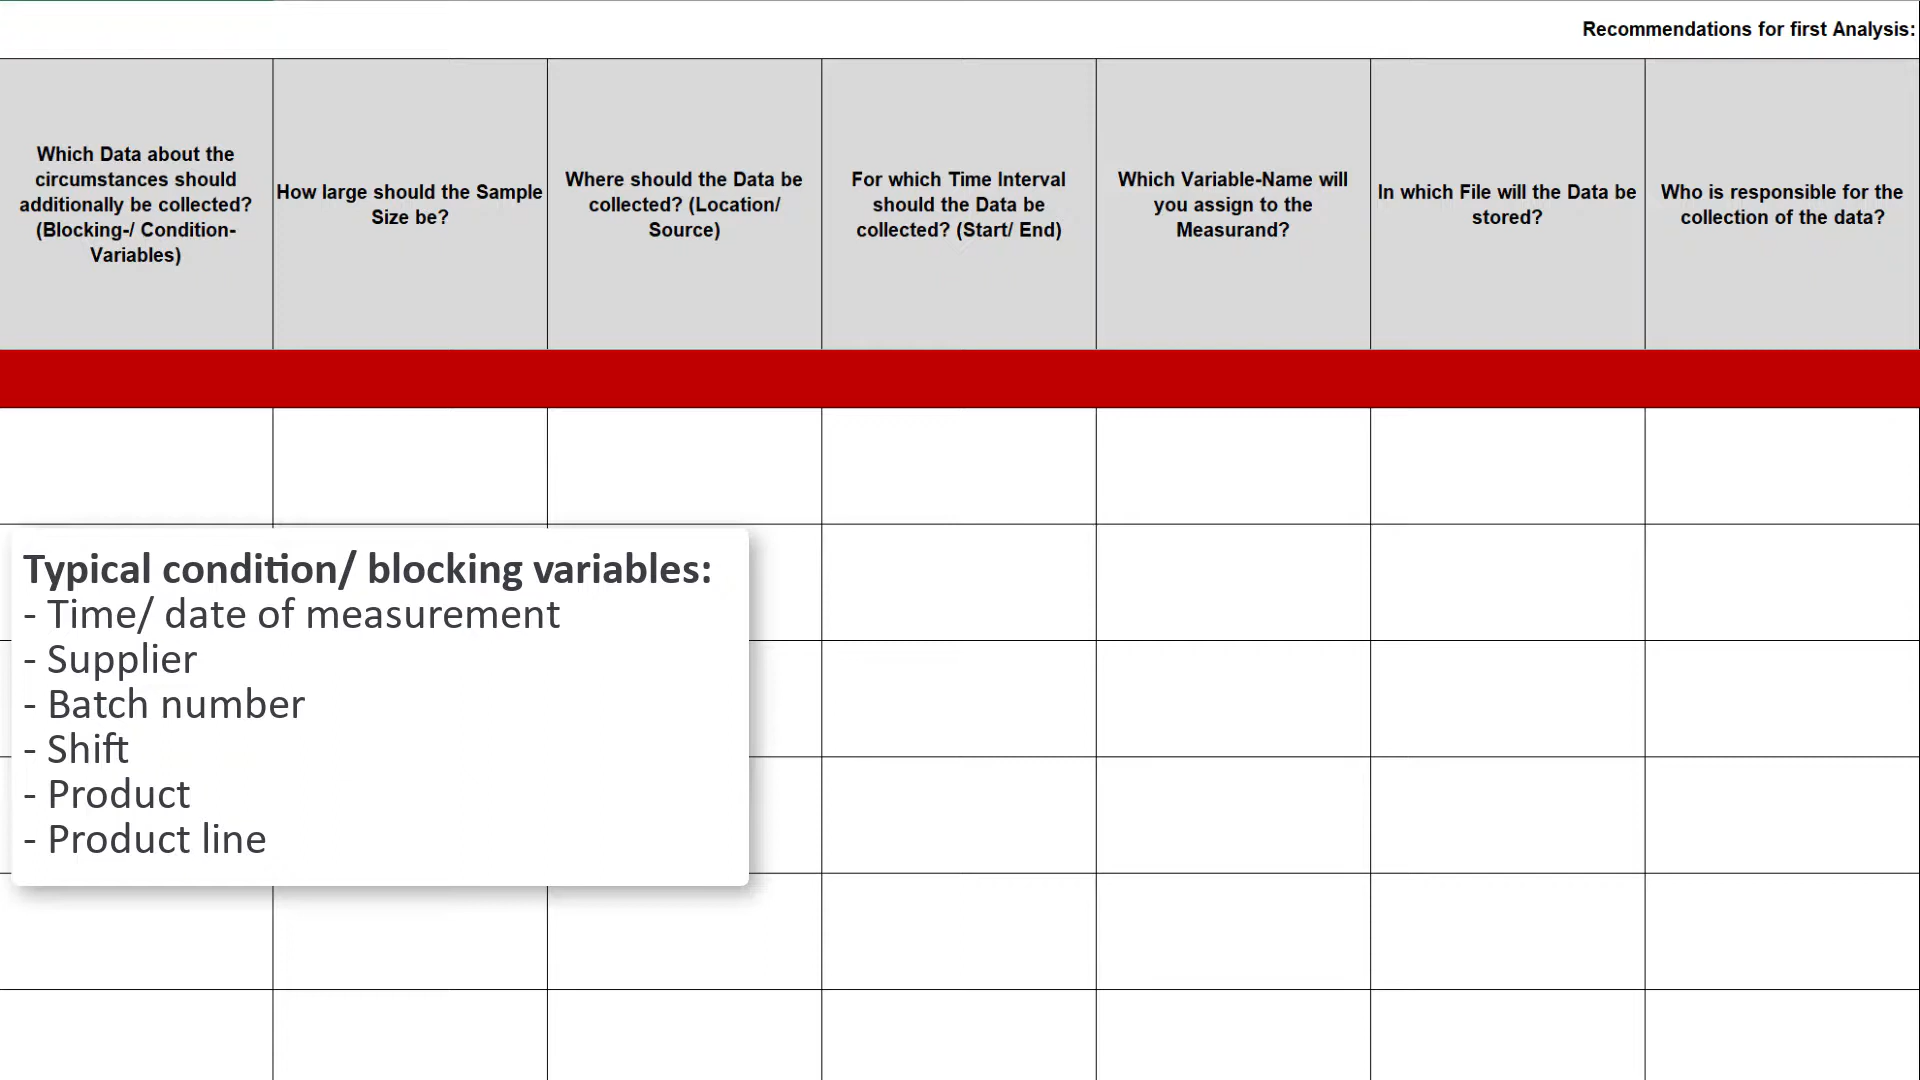 Recommendations for first Analysis:
Which Data about the
circumstances should
additionally be collected?
(Blocking-/ Condition-
Variables)
How large should the Sample
Size be?
Where should the Data be
collected? (Location/
Source)
For which Time Interval
should the Data be
collected? (Start/ End)
Which Variable-Name will
you assign to the
Measurand?
In which File will the Data be
stored?
Who is responsible for the
collection of the data?
Typical condition/ blocking variables:
- Time/ date of measurement
- Supplier
- Batch number
- Shift
- Product
- Product line